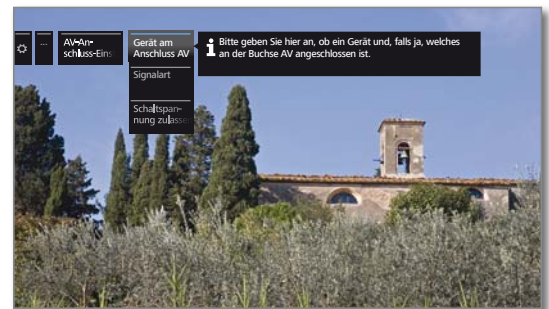 ...
AV-An-
schluss-Eins
Gerät am
Anschluss AV
Signalart
Schaltspan-
nung zulasse
Bitte geben Sie hier an, ob ein Gerät und, falls ja, welches
an der Buchse AV angeschlossen ist.